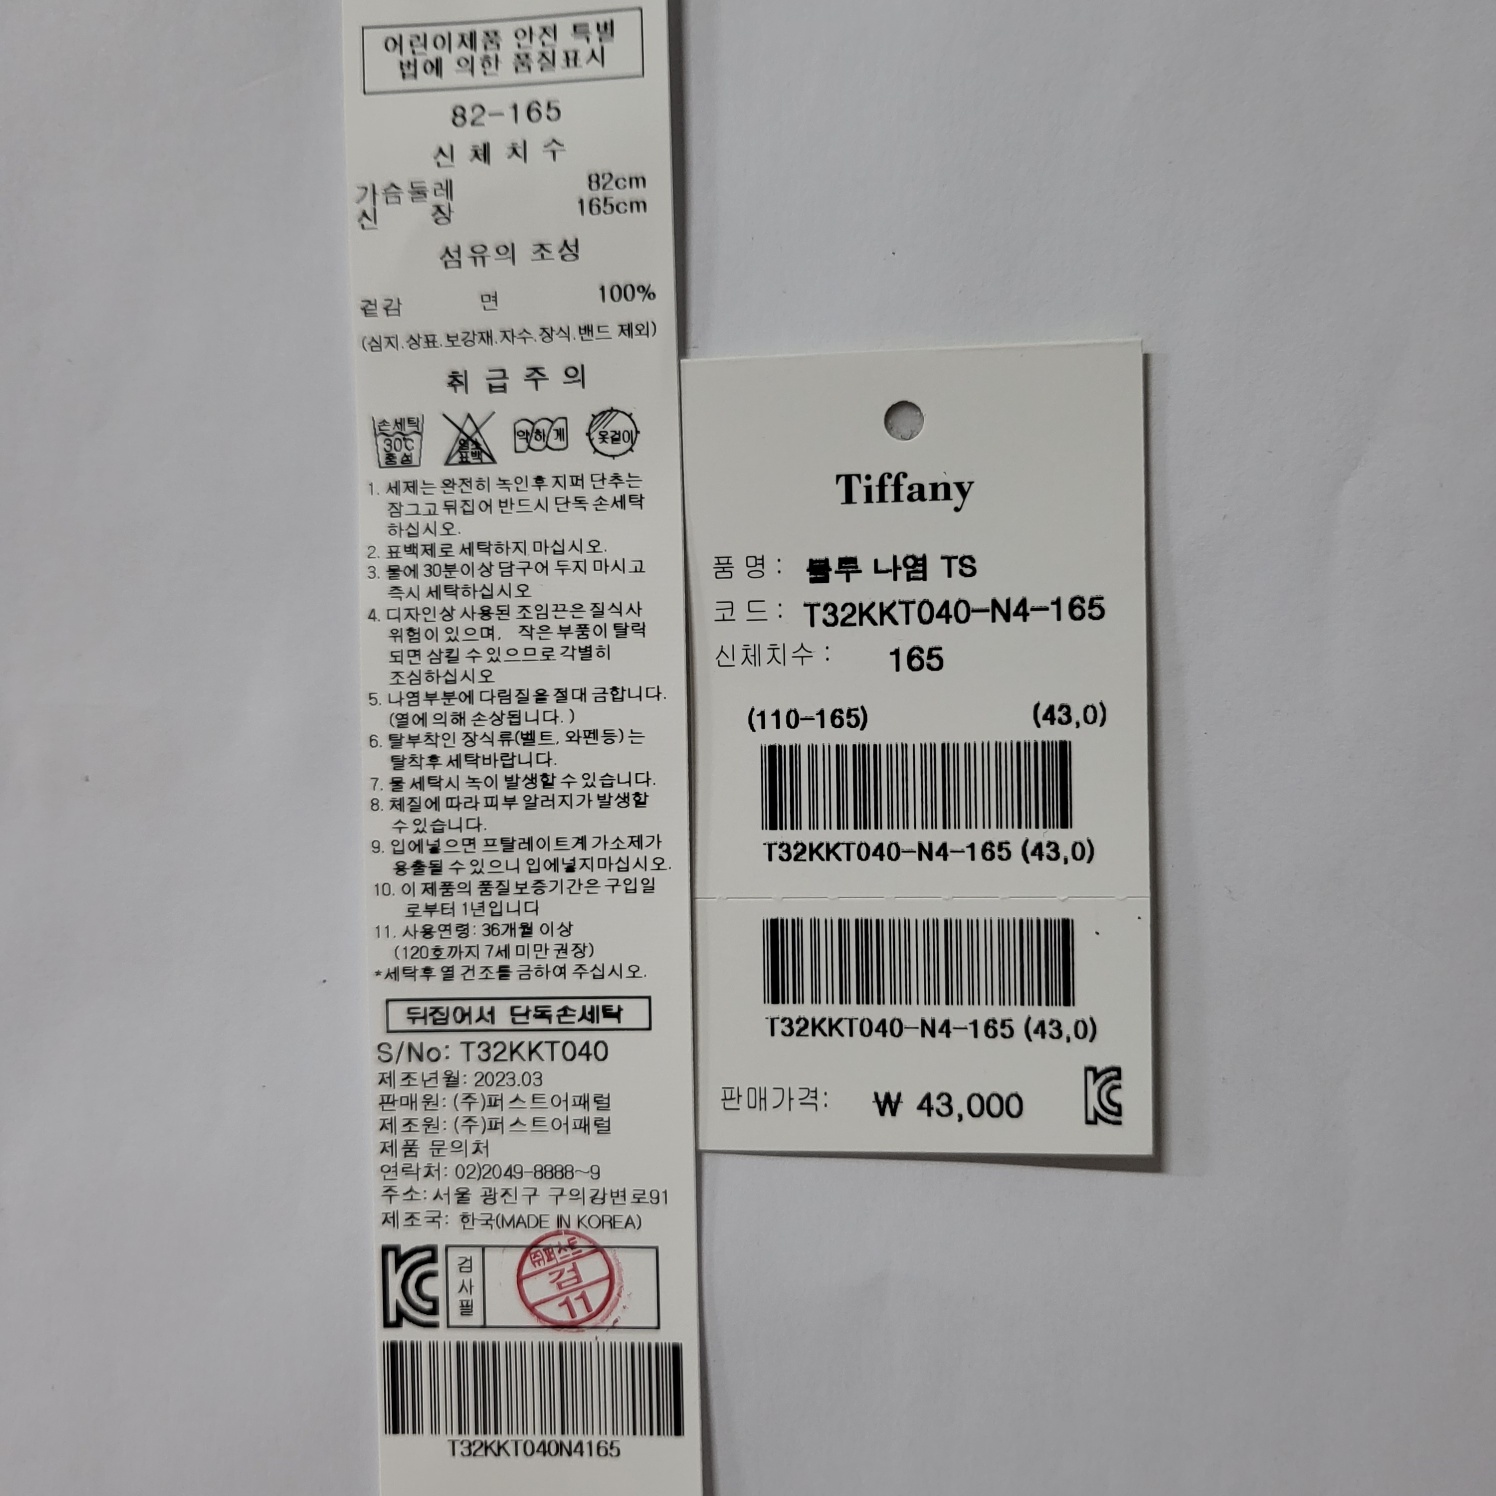 어린이제품 안전 특별
법에 의한 품질표시
82-165
신 체 치 수
가슴둘레 82cm
신 장 165cm
섬유의 조성
겉감 면 100%
(심지.상표.보강재.자수.장식.밴드 제외)
취 급 주 의
손세탁 30℃ 중성
염소 표백
약하게
옷걸이
1. 세제는 완전히 녹인후 지퍼 단추는
잠그고 뒤집어 반드시 단독 손세탁
하십시오.
2. 표백제로 세탁하지 마십시오.
3. 물에 30분이상 담구어 두지 마시고
즉시 세탁하십시오
4. 디자인상 사용된 조임끈은 질식사
위험이 있으며, 작은 부품이 탈락
되면 삼킬 수 있으므로 각별히
조심하십시오
5. 나염부분에 다림질을 절대 금합니다.
(열에 의해 손상됩니다. )
6. 탈부착인 장식류(벨트, 와펜등)는
탈착후 세탁바랍니다.
7. 물 세탁시 녹이 발생할 수 있습니다.
8. 체질에 따라 피부 알러지가 발생할
수 있습니다.
9. 입에넣으면 프탈레이트계 가소제가
용출될 수 있으니 입에넣지마십시오.
10. 이 제품의 품질 보증기간은 구입일
로부터 1년입니다
11. 사용연령: 36개월 이상
(120호까지 7세 미만 권장)
*세탁후 열 건조를 금하여 주십시오.
뒤집어서 단독손세탁
S/No: T32KKT040
제조년월: 2023.03
판매원: (주)퍼스트어패럴
제조원: (주)퍼스트어패럴
제품 문의처
연락처: 02)2049-8888~9
주소: 서울 광진구 구의강변로91
제조국: 한국(MADE IN KOREA)
KC 검사필
㈜퍼스트
검
11
T32KKT040N4165
Tiffany
품 명 : 블루 나염 TS
코 드 : T32KKT040-N4-165
신체치수 : 165
(110-165) (43,0)
T32KKT040-N4-165 (43,0)
T32KKT040-N4-165 (43,0)
판매가격: ₩ 43,000 KC